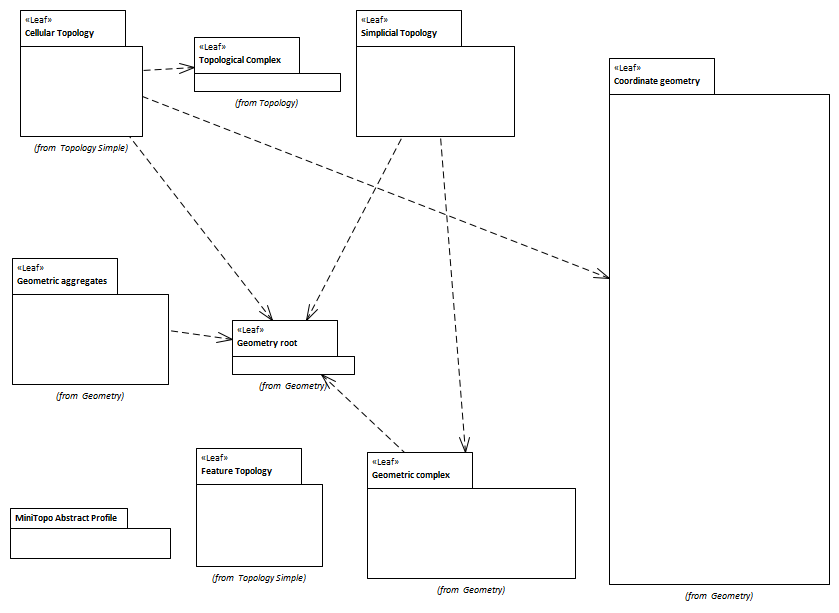 «Leaf»
Cellular Topology
(from Topology Simple)
«Leaf»
Topological Complex
(from Topology)
«Leaf»
Simplicial Topology
«Leaf»
Coordinate geometry
(from Geometry)
«Leaf»
Geometric aggregates
(from Geometry)
«Leaf»
Geometry root
(from Geometry)
«Leaf»
Feature Topology
(from Topology Simple)
«Leaf»
Geometric complex
(from Geometry)
MiniTopo Abstract Profile